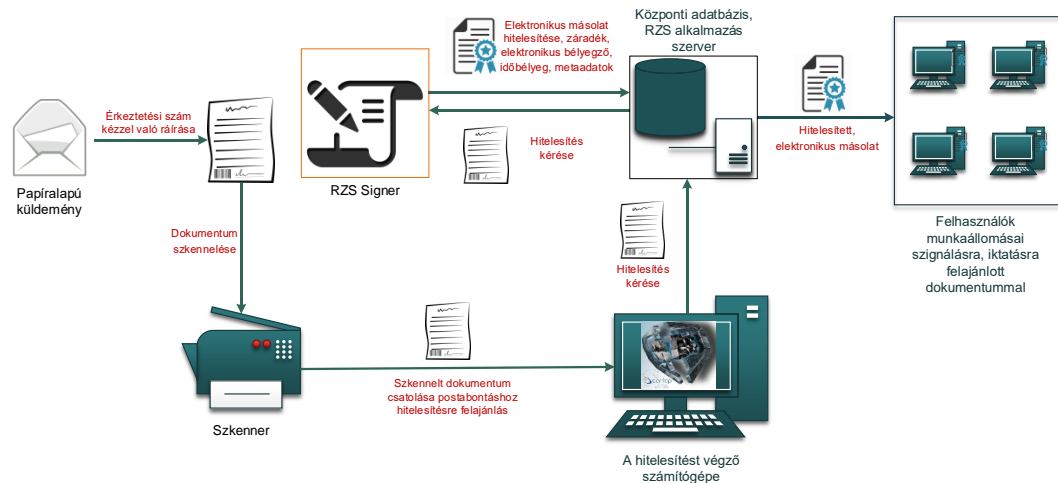 Elektronikus másolat
hitelesítése, záradék,
elektronikus bélyegző,
időbélyeg, metaadatok
Központi adatbázis,
RZS alkalmazás
szerver
Érkeztetési szám
kézzel való ráírása
Papíralapú
küldemény
RZS Signer
Hitelesítés
kérése
Hitelesített,
elektronikus másolat
Felhasználók
munkaállomásai
szignálásra, iktatásra
felajánlott
dokumentummal
Dokumentum
szkennelése
Hitelesítés
kérése
Szkennelt dokumentum
csatolása postabontáshoz
hitelesítésre felajánlás
Szkenner
A hitelesítést végző
számítógépe